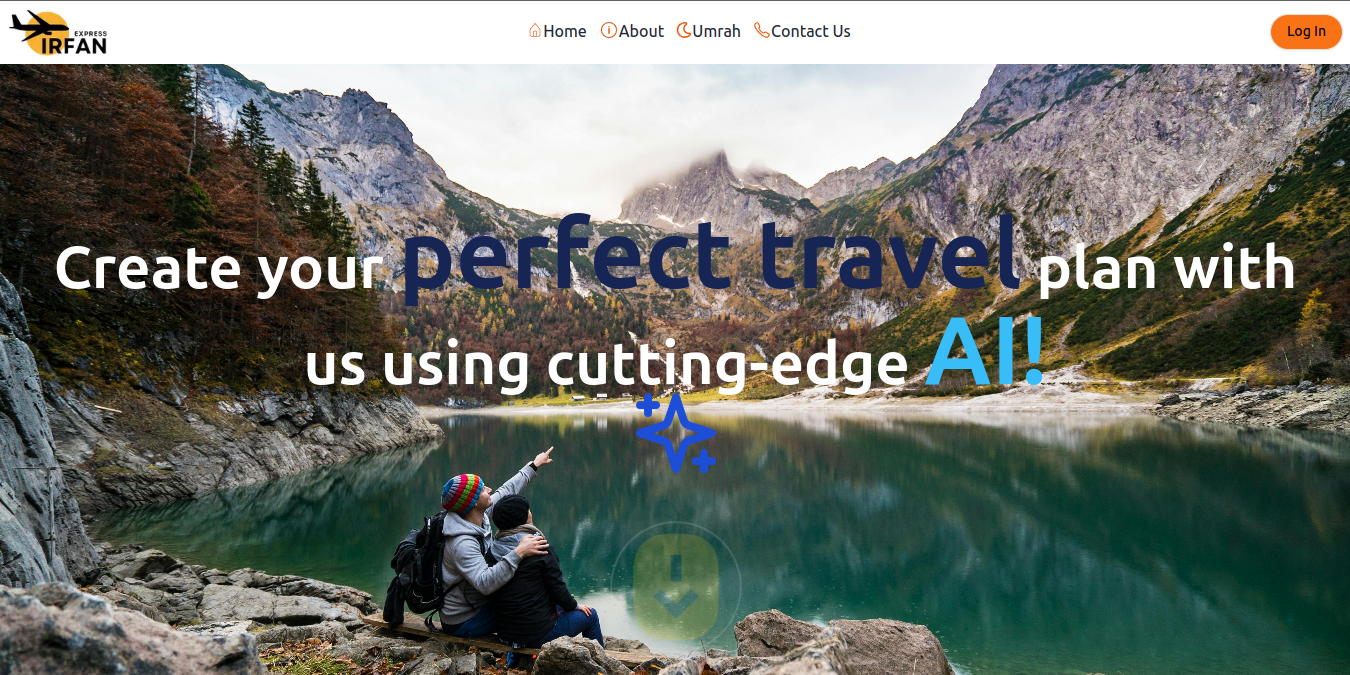 EXPRESS
IRFAN
Home About Umrah Contact Us
Log In
Create your perfect travel plan with
us using cutting-edge AI!